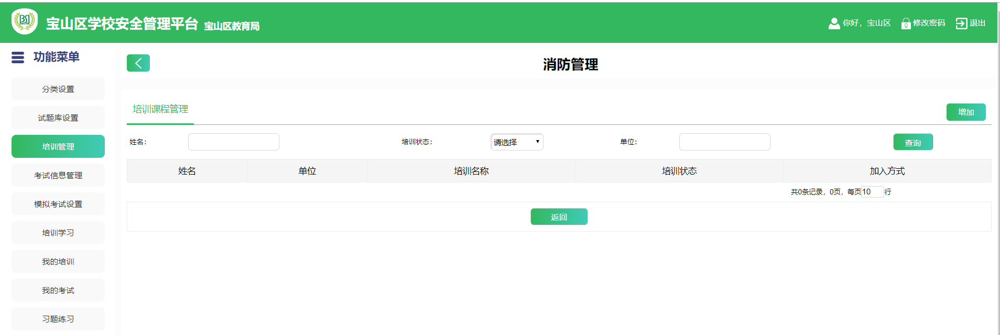 宝山区学校安全管理平台 宝山区教育局
你好，宝山区 修改密码 退出
功能菜单
分类设置
试题库设置
培训管理
考试信息管理
模拟考试设置
培训学习
我的培训
我的考试
习题练习
消防管理
培训课程管理
增加
姓名： 培训状态： 请选择 单位： 查询
姓名 单位 培训名称 培训状态 加入方式
共0条记录，0页，每页10行
返回